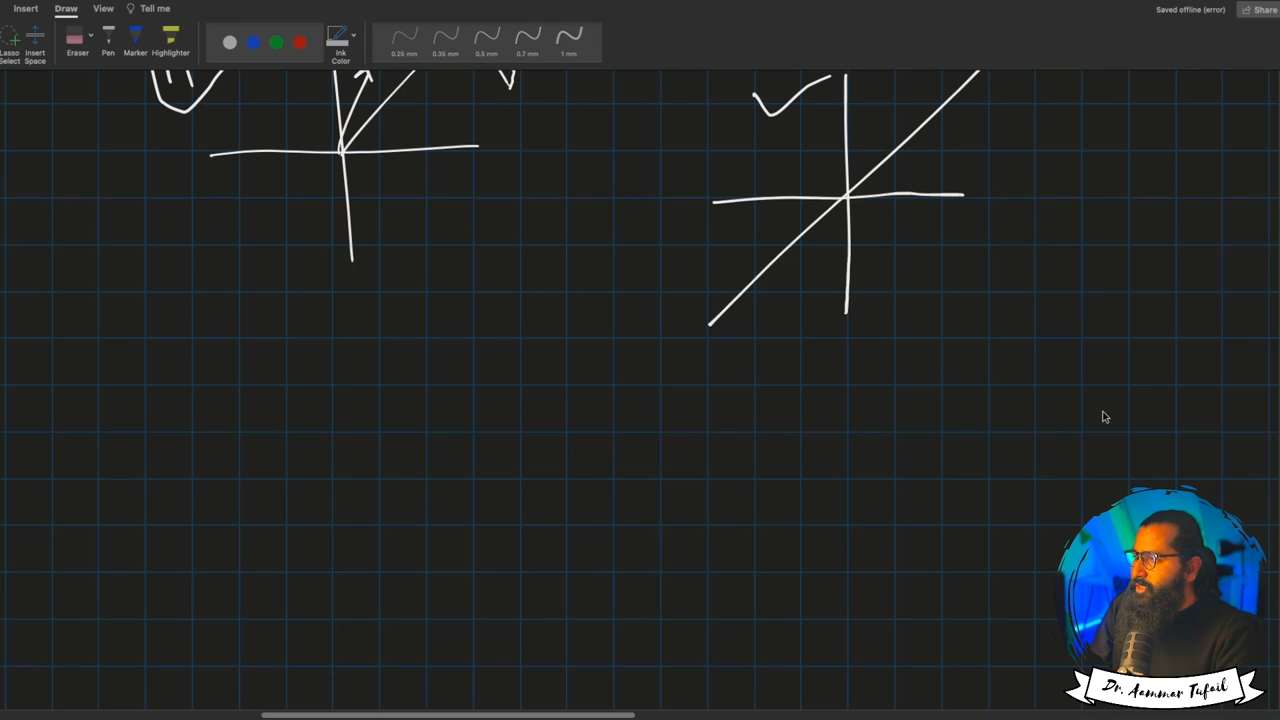 Insert Draw View Tell me Saved offline (error) Share
Lasso Select
Insert Space
Eraser Pen Marker Highlighter Ink Color
0.25 mm 0.35 mm 0.5 mm 0.7 mm 1 mm
Dr. Aammar Tufail